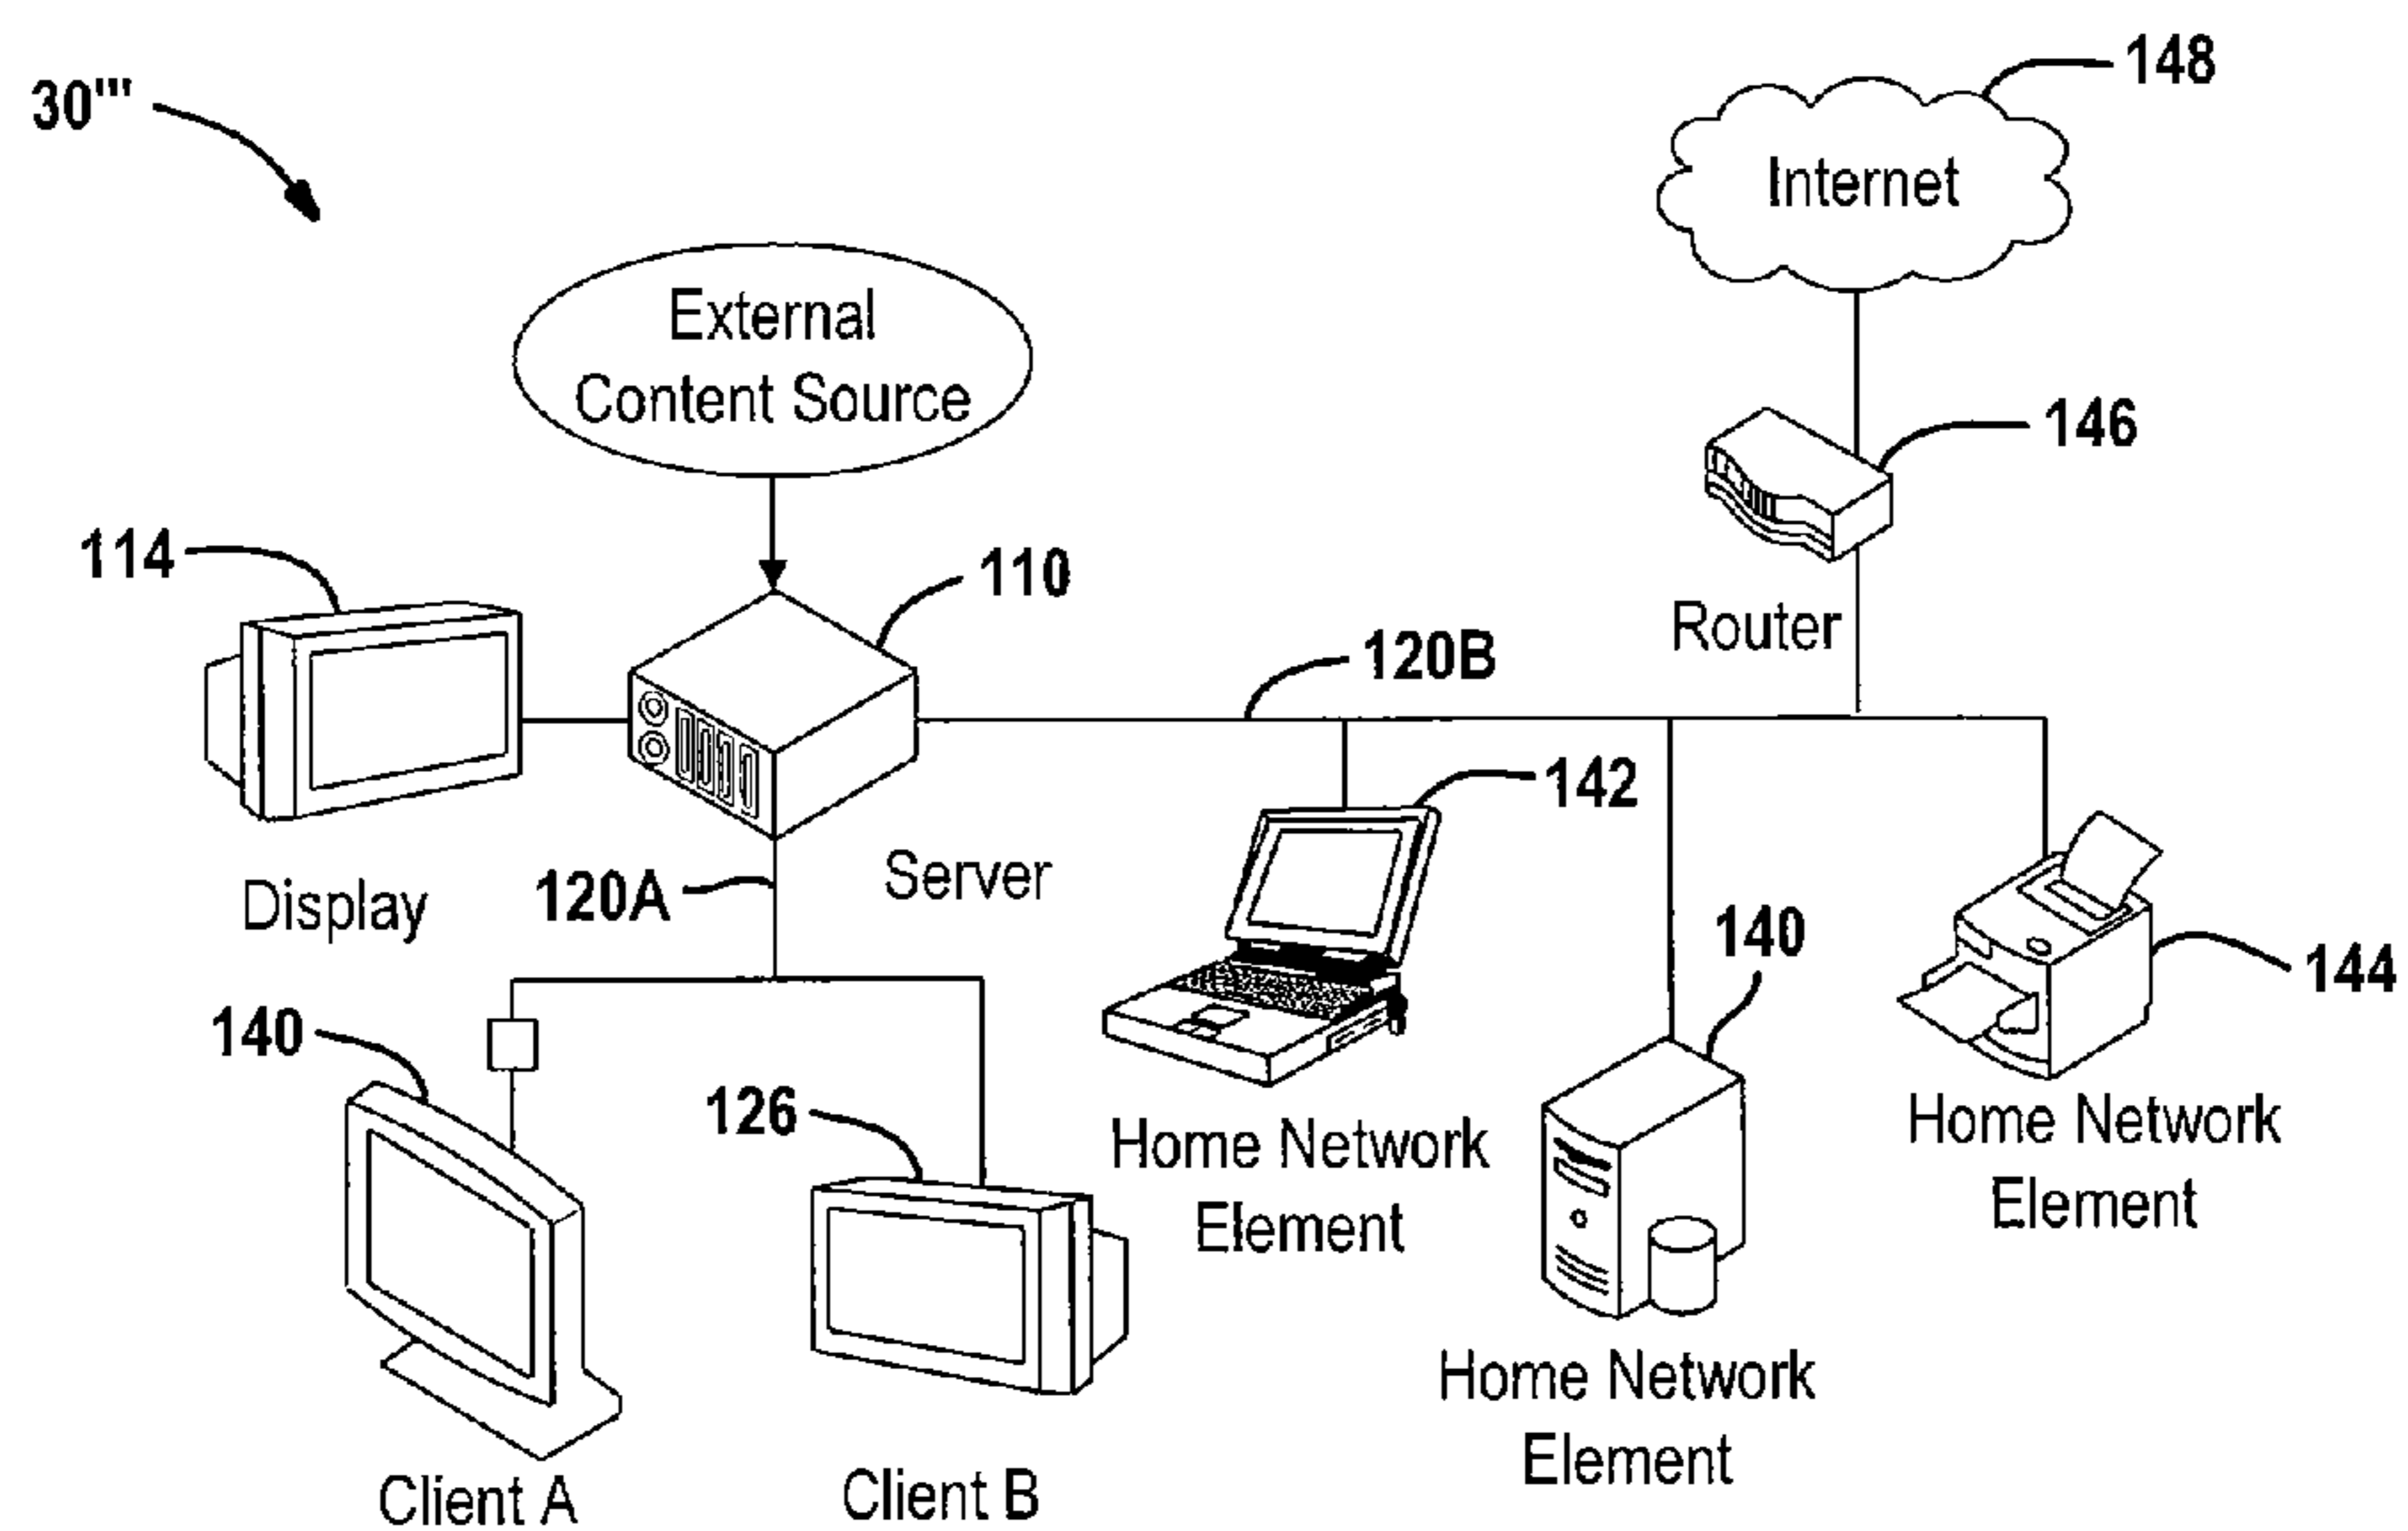 30'''
148
Internet
External
Content Source
146
114
110
Router
120B
142
Display
120A
Server
140
144
140
126
Home Network
Element
Home Network
Element
Home Network
Element
Client A
Client B